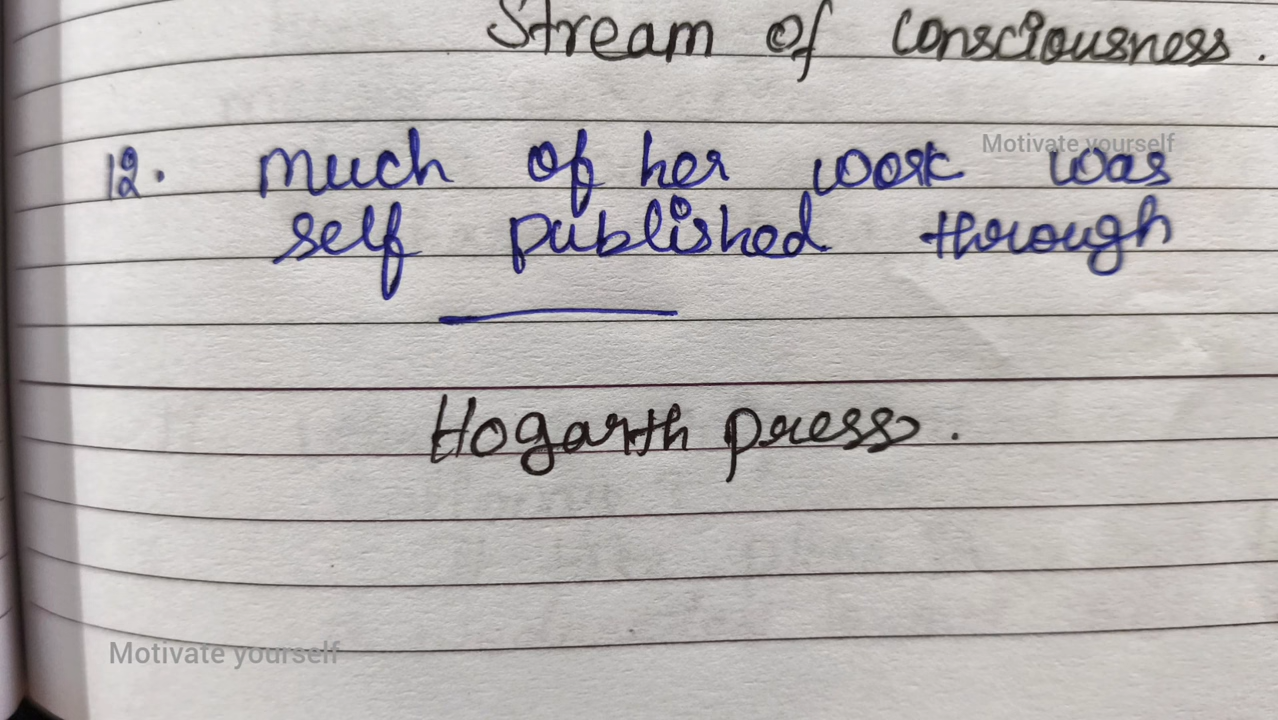 Stream of Consciousness.
Motivate yourself
12. Much of her work was
self published through
Hogarth press.
Motivate yourself